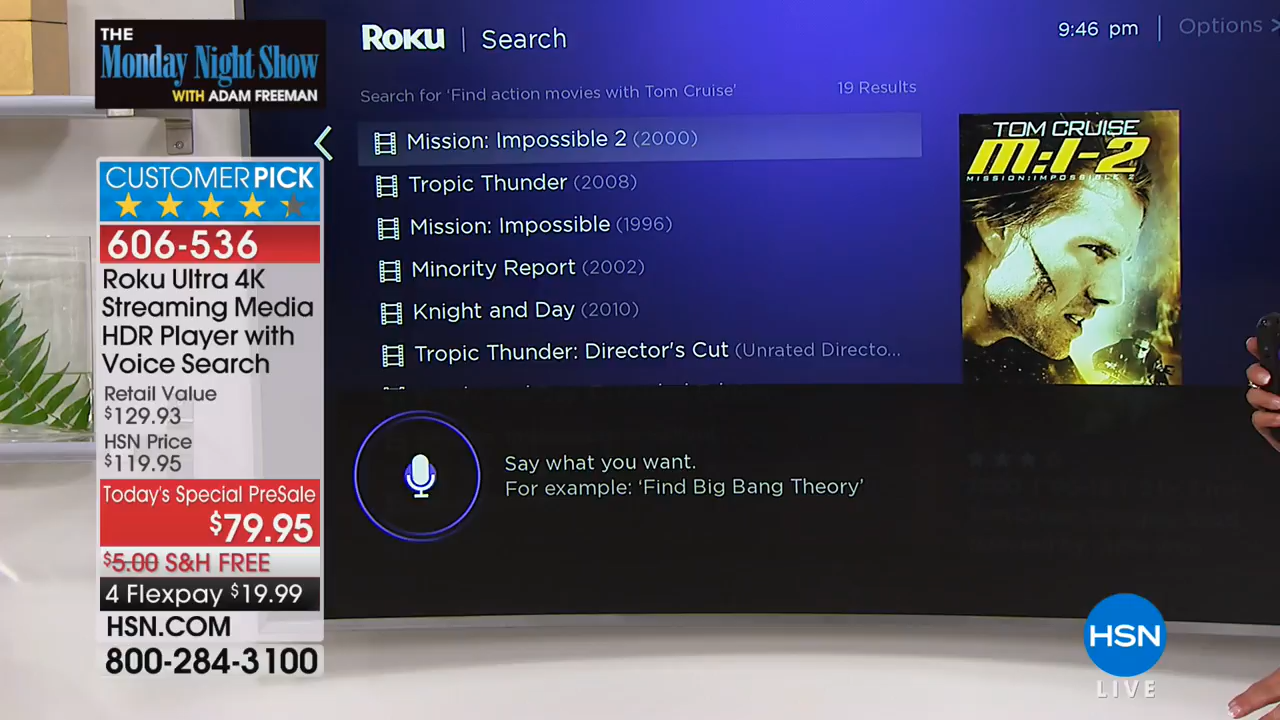 THE
Monday Night Show
WITH ADAM FREEMAN
CUSTOMER PICK
606-536
Roku Ultra 4K
Streaming Media
HDR Player with
Voice Search
Retail Value
$129.93
HSN Price
$119.95
Today's Special PreSale
$79.95
$5.00 S&H FREE
4 Flexpay $19.99
HSN.COM
800-284-3100
Roku | Search
9:46 pm | Options >
Search for 'Find action movies with Tom Cruise'
19 Results
Mission: Impossible 2 (2000)
Tropic Thunder (2008)
Mission: Impossible (1996)
Minority Report (2002)
Knight and Day (2010)
Tropic Thunder: Director's Cut (Unrated Directo...
TOM CRUISE
M:I-2
MISSION: IMPOSSIBLE 2
Say what you want.
For example: 'Find Big Bang Theory'
HSN
LIVE